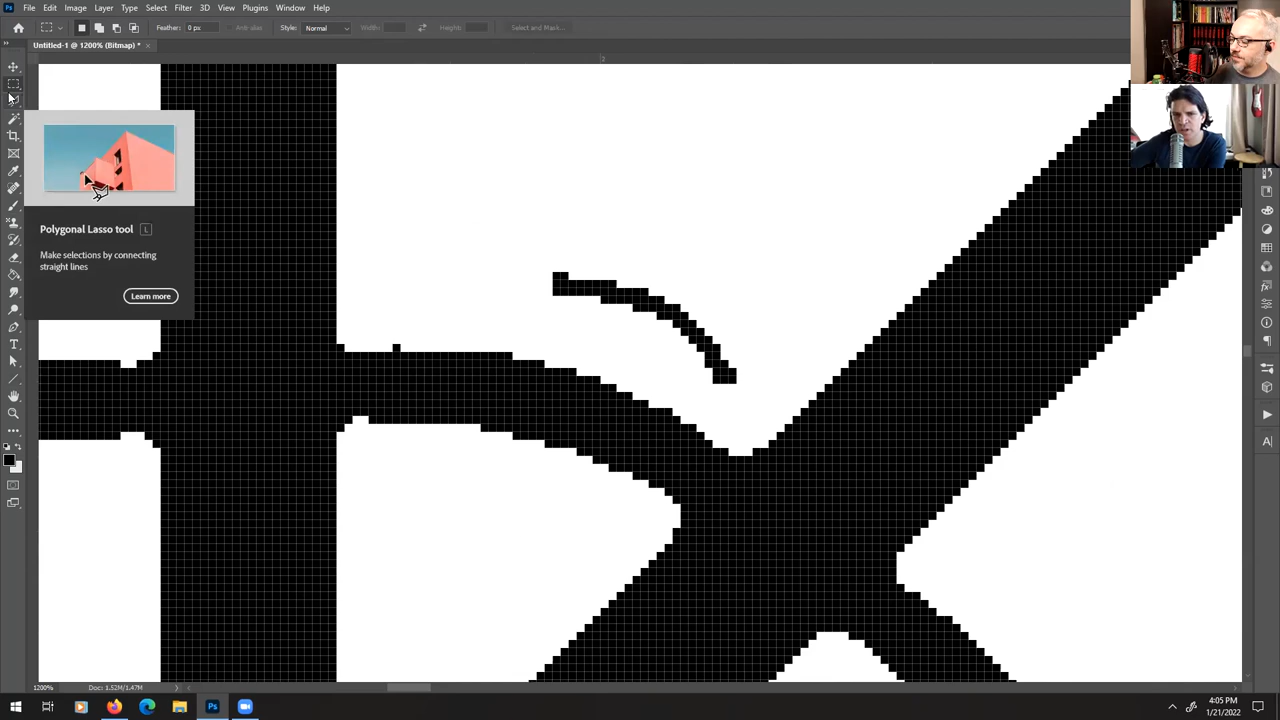 Ps File Edit Image Layer Type Select Filter 3D View Plugins Window Help
Feather: 0 px Anti-alias Style: Normal Width: Height: Select and Mask...
Untitled-1 @ 1200% (Bitmap) * ×
Polygonal Lasso tool L
Make selections by connecting
straight lines
Learn more
1200% Doc: 1.52M/1.47M
4:05 PM
1/21/2022